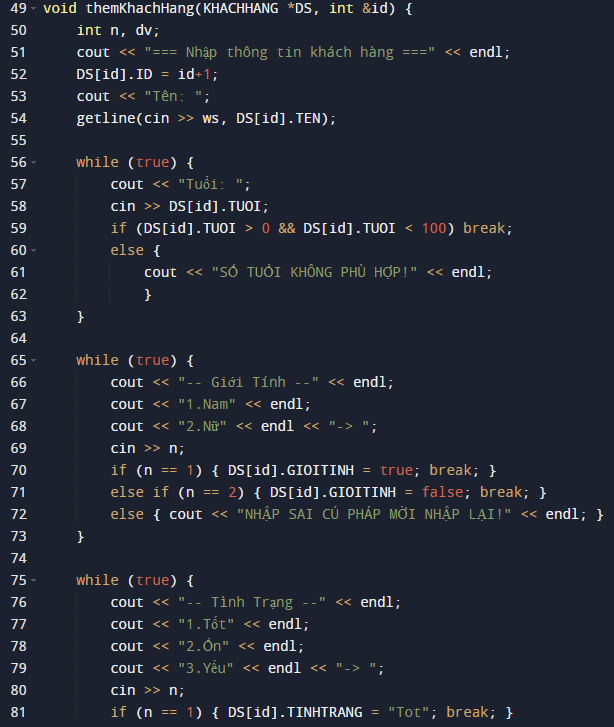 49 void themKhachHang(KHACHHANG *DS, int &id) {
50     int n, dv;
51     cout << "=== Nhập thông tin khách hàng ===" << endl;
52     DS[id].ID = id+1;
53     cout << "Tên: ";
54     getline(cin >> ws, DS[id].TEN);
55
56     while (true) {
57         cout << "Tuổi: ";
58         cin >> DS[id].TUOI;
59         if (DS[id].TUOI > 0 && DS[id].TUOI < 100) break;
60         else {
61             cout << "SỐ TUỔI KHÔNG PHÙ HỢP!" << endl;
62             }
63     }
64
65     while (true) {
66         cout << "-- Giới Tính --" << endl;
67         cout << "1.Nam" << endl;
68         cout << "2.Nữ" << endl << "-> ";
69         cin >> n;
70         if (n == 1) { DS[id].GIOITINH = true; break; }
71         else if (n == 2) { DS[id].GIOITINH = false; break; }
72         else { cout << "NHẬP SAI CÚ PHÁP MỜI NHẬP LẠI!" << endl; }
73     }
74
75     while (true) {
76         cout << "-- Tình Trạng --" << endl;
77         cout << "1.Tốt" << endl;
78         cout << "2.Ổn" << endl;
79         cout << "3.Yếu" << endl << "-> ";
80         cin >> n;
81         if (n == 1) { DS[id].TINHTRANG = "Tot"; break; }